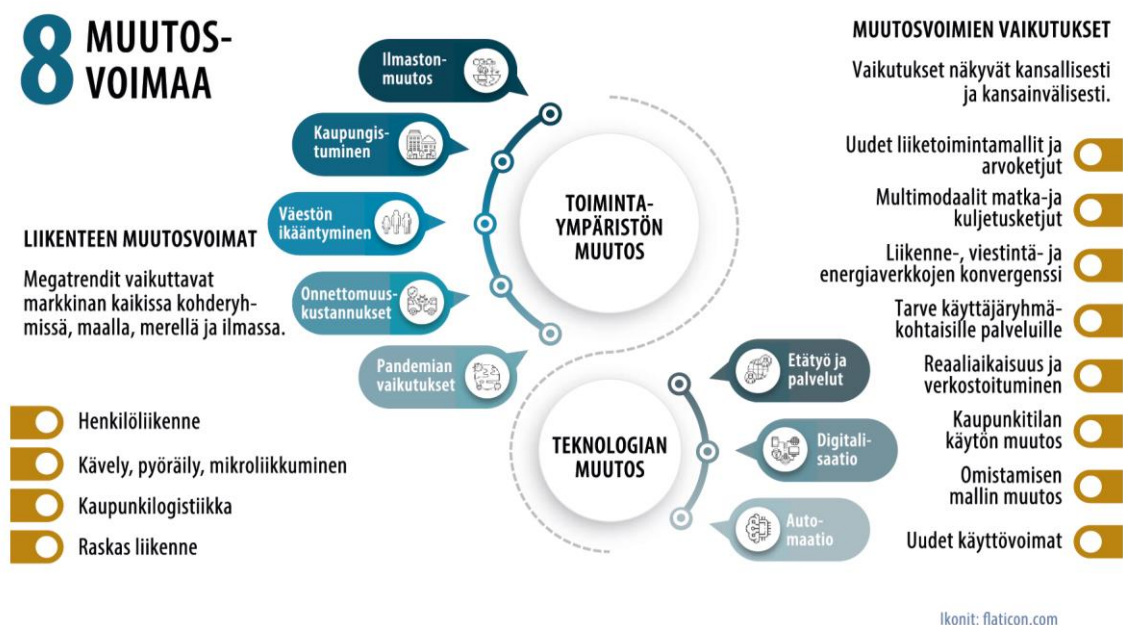 8 MUUTOS-
VOIMAA
LIIKENTEEN MUUTOSVOIMAT
Megatrendit vaikuttavat
markkinan kaikissa kohderyh-
missä, maalla, merellä ja ilmassa.
Henkilöliikenne
Kävely, pyöräily, mikroliikkuminen
Kaupunkilogistiikka
Raskas liikenne
Ilmaston-
muutos
Kaupungis-
tuminen
Väestön
ikääntyminen
Onnettomuus-
kustannukset
Pandemian
vaikutukset
TOIMINTA-
YMPÄRISTÖN
MUUTOS
TEKNOLOGIAN
MUUTOS
Etätyö ja
palvelut
Digitali-
saatio
Auto-
maatio
MUUTOSVOIMIEN VAIKUTUKSET
Vaikutukset näkyvät kansallisesti
ja kansainvälisesti.
Uudet liiketoimintamallit ja
arvoketjut
Multimodaalit matka-ja
kuljetusketjut
Liikenne-, viestintä- ja
energiaverkkojen konvergenssi
Tarve käyttäjäryhmä-
kohtaisille palveluille
Reaaliaikaisuus ja
verkostoituminen
Kaupunkitilan
käytön muutos
Omistamisen
mallin muutos
Uudet käyttövoimat
Ikonit: flaticon.com